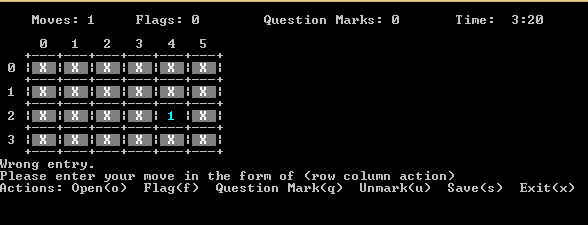 Moves: 1 Flags: 0 Question Marks: 0 Time: 3:20
0 1 2 3 4 5
0 X X X X X X
1 X X X X X X
2 X X X X 1 X
3 X X X X X X
Wrong entry.
Please enter your move in the form of (row column action)
Actions: Open(o) Flag(f) Question Mark(q) Unmark(u) Save(s) Exit(x)